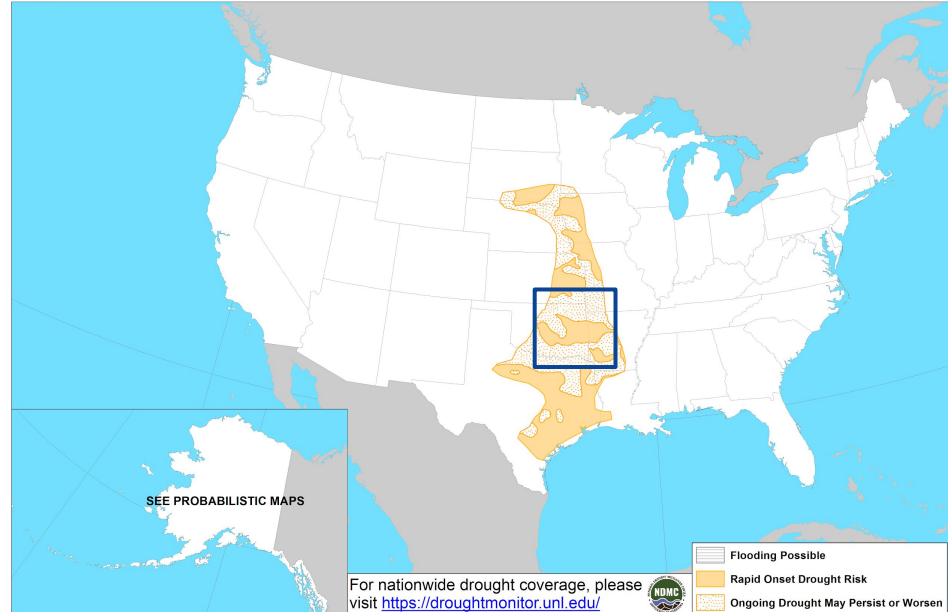 SEE PROBABILISTIC MAPS
For nationwide drought coverage, please
visit https://droughtmonitor.unl.edu/
NDMC
Flooding Possible
Rapid Onset Drought Risk
Ongoing Drought May Persist or Worsen